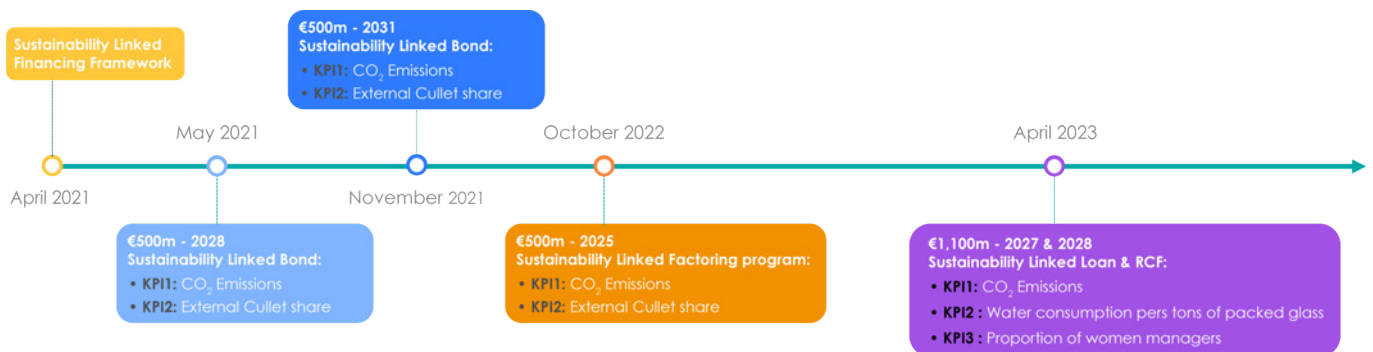 Sustainability Linked
Financing Framework
April 2021
May 2021
€500m - 2028
Sustainability Linked Bond:
• KPI1: CO₂ Emissions
• KPI2: External Cullet share
€500m - 2031
Sustainability Linked Bond:
• KPI1: CO₂ Emissions
• KPI2: External Cullet share
November 2021
October 2022
€500m - 2025
Sustainability Linked Factoring program:
• KPI1: CO₂ Emissions
• KPI2: External Cullet share
April 2023
€1,100m - 2027 & 2028
Sustainability Linked Loan & RCF:
• KPI1: CO₂ Emissions
• KPI2 : Water consumption pers tons of packed glass
• KPI3 : Proportion of women managers